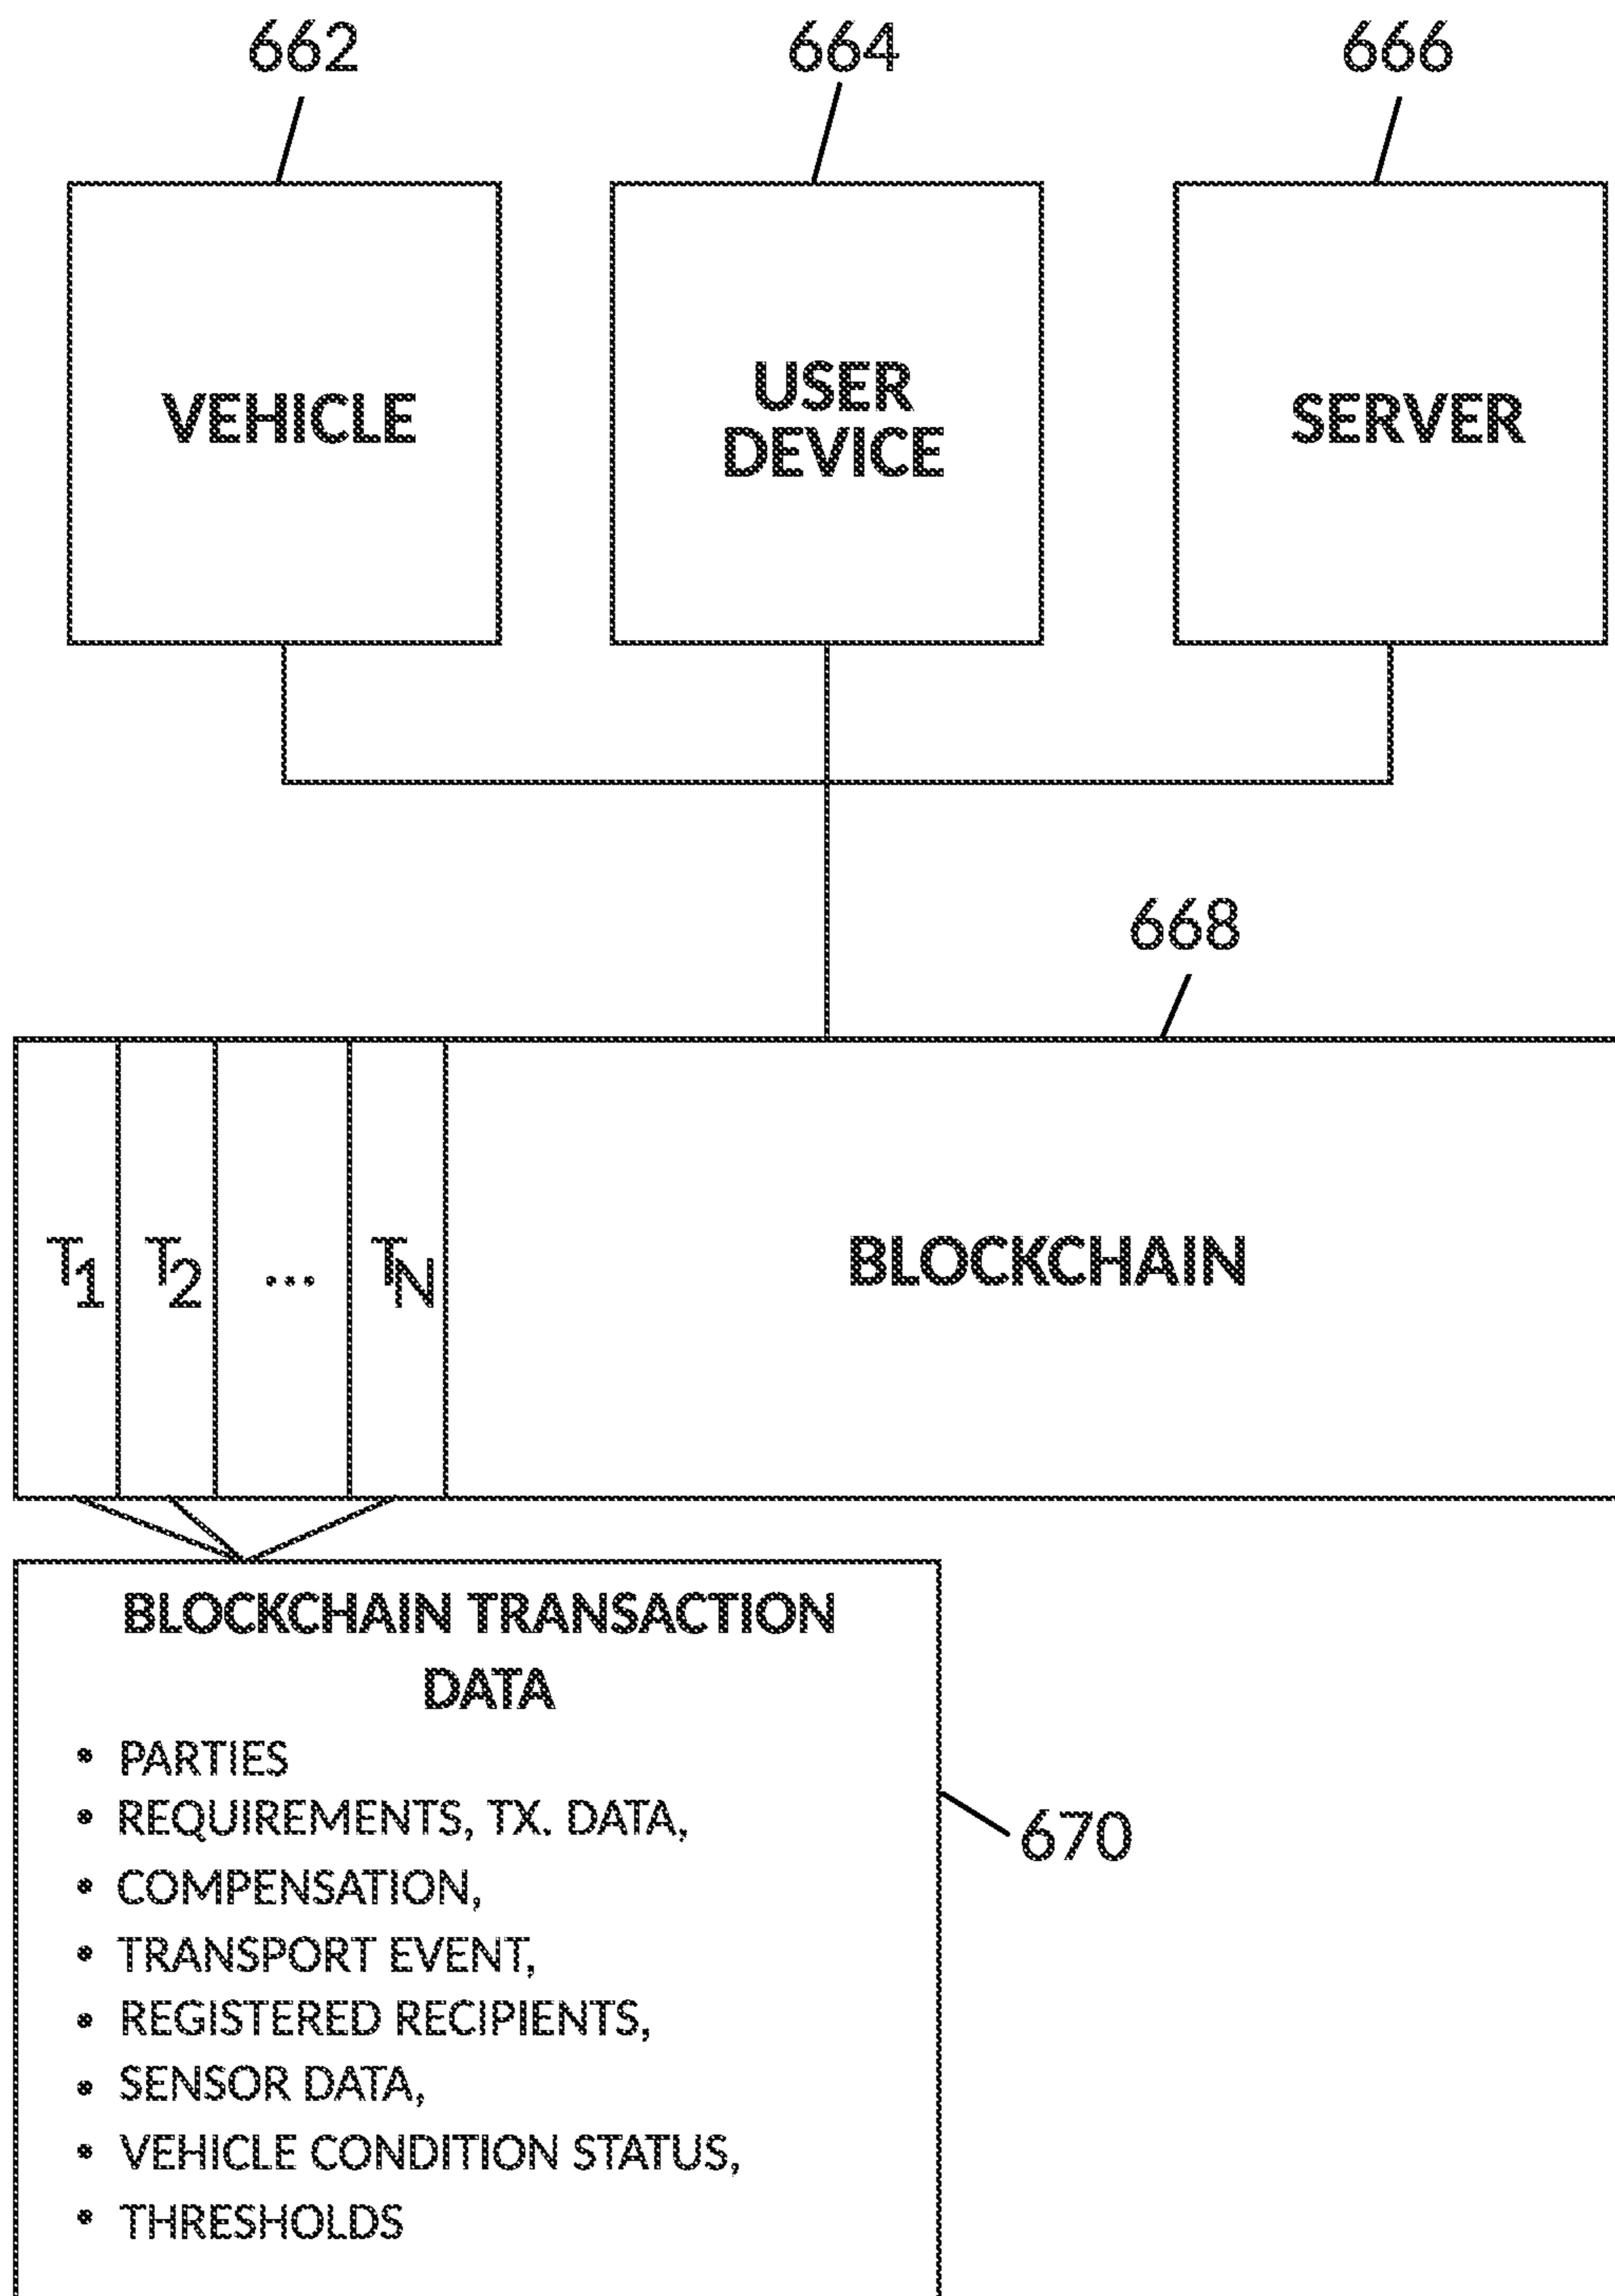 662 664 666
VEHICLE
USER
DEVICE
SERVER
668
T1 T2 ... TN
BLOCKCHAIN
BLOCKCHAIN TRANSACTION
DATA
• PARTIES
• REQUIREMENTS, TX. DATA,
• COMPENSATION,
• TRANSPORT EVENT,
• REGISTERED RECIPIENTS,
• SENSOR DATA,
• VEHICLE CONDITION STATUS,
• THRESHOLDS
670